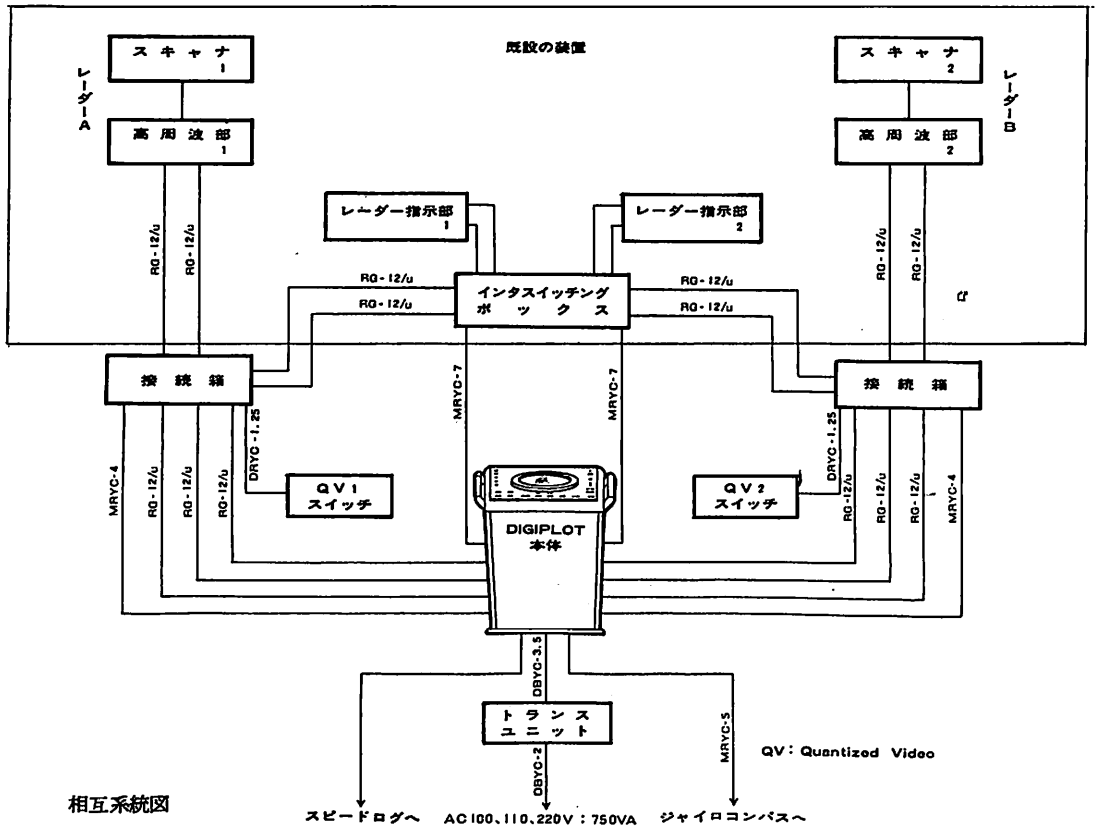 既設の装置
スキャナ
1
レーダーA
高周波部
1
スキャナ
2
レーダーB
高周波部
2
レーダー指示部
1
レーダー指示部
2
RG-12/u
RG-12/u
RG-12/u
RG-12/u
RG-12/u
RG-12/u
インタスイッチング
ボックス
RG-12/u
RG-12/u
接続箱
接続箱
MRYC-7
MRYC-7
MRYC-4
RG-12/u
RG-12/u
RG-12/u
DRYC-1.25
QV1
スイッチ
QV2
スイッチ
DRYC-1.25
RG-12/u
RG-12/u
RG-12/u
MRYC-4
DIGIPLOT
本体
DBYC-3.5
トランス
ユニット
DBYC-2
MRYC-5
QV: Quantized Video
相互系統図
スピードログへ
AC100,110,220V:750VA
ジャイロコンパスへ